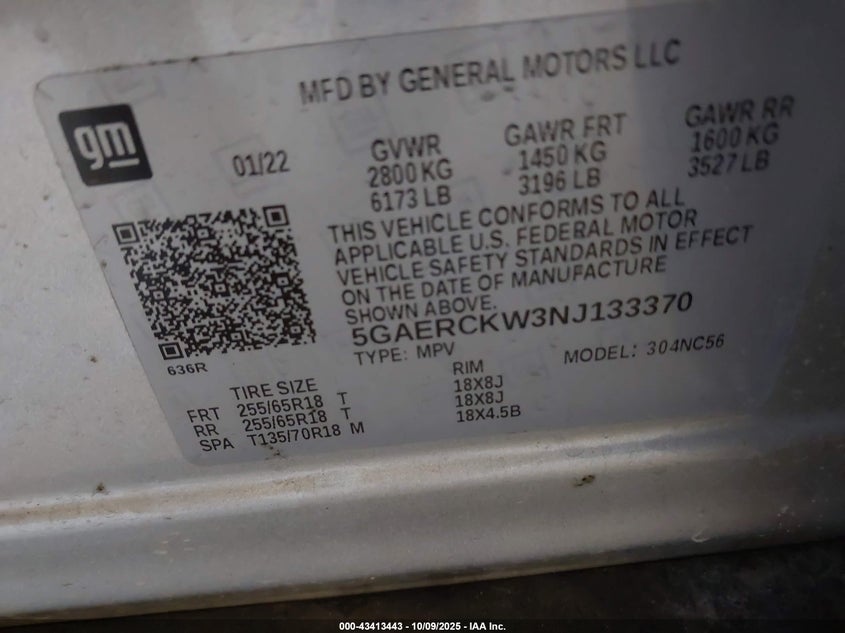 MFD BY GENERAL MOTORS LLC
gm
01/22
GVWR
2800 KG
6173 LB
GAWR FRT
1450 KG
3196 LB
GAWR RR
1600 KG
3527 LB
THIS VEHICLE CONFORMS TO ALL
APPLICABLE U.S. FEDERAL MOTOR
VEHICLE SAFETY STANDARDS IN EFFECT
ON THE DATE OF MANUFACTURE
SHOWN ABOVE.
5GAERCKW3NJ133370
TYPE: MPV
MODEL: 304NC56
636R
TIRE SIZE
RIM
FRT 255/65R18 T 18X8J
RR 255/65R18 T 18X8J
SPA T135/70R18 M 18X4.5B
000-43413443 - 10/09/2025 - IAA Inc.